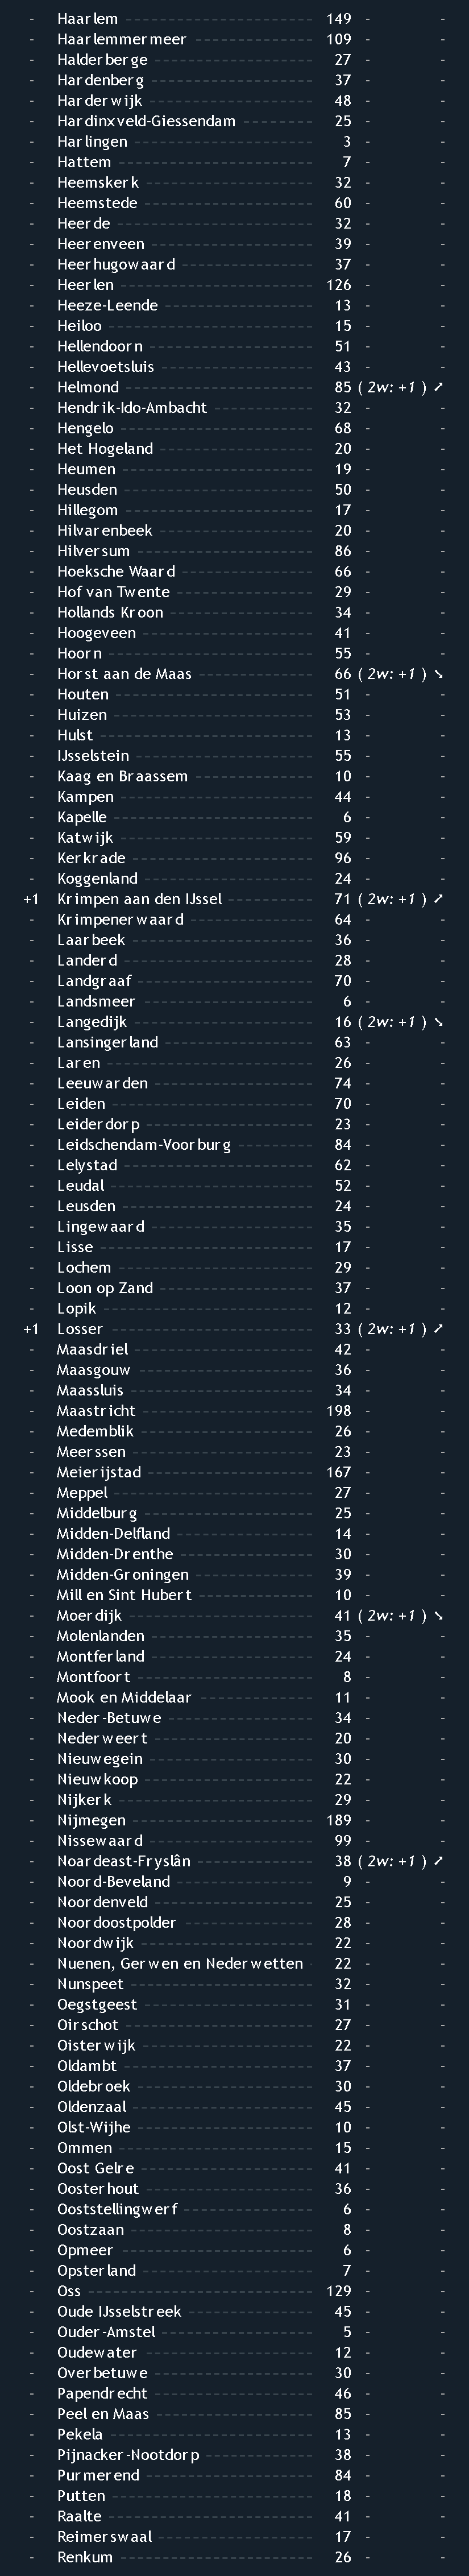 - Haarlem 149 - -
- Haarlemmermeer 109 - -
- Halderberge 27 - -
- Hardenberg 37 - -
- Harderwijk 48 - -
- Hardinxveld-Giessendam 25 - -
- Harlingen 3 - -
- Hattem 7 - -
- Heemskerk 32 - -
- Heemstede 60 - -
- Heerde 32 - -
- Heerenveen 39 - -
- Heerhugowaard 37 - -
- Heerlen 126 - -
- Heeze-Leende 13 - -
- Heiloo 15 - -
- Hellendoorn 51 - -
- Hellevoetsluis 43 - -
- Helmond 85 ( 2w: +1 ) ➚
- Hendrik-Ido-Ambacht 32 - -
- Hengelo 68 - -
- Het Hogeland 20 - -
- Heumen 19 - -
- Heusden 50 - -
- Hillegom 17 - -
- Hilvarenbeek 20 - -
- Hilversum 86 - -
- Hoeksche Waard 66 - -
- Hof van Twente 29 - -
- Hollands Kroon 34 - -
- Hoogeveen 41 - -
- Hoorn 55 - -
- Horst aan de Maas 66 ( 2w: +1 ) ➘
- Houten 51 - -
- Huizen 53 - -
- Hulst 13 - -
- IJsselstein 55 - -
- Kaag en Braassem 10 - -
- Kampen 44 - -
- Kapelle 6 - -
- Katwijk 59 - -
- Kerkrade 96 - -
- Koggenland 24 - -
+1 Krimpen aan den IJssel 71 ( 2w: +1 ) ➚
- Krimpenerwaard 64 - -
- Laarbeek 36 - -
- Landerd 28 - -
- Landgraaf 70 - -
- Landsmeer 6 - -
- Langedijk 16 ( 2w: +1 ) ➘
- Lansingerland 63 - -
- Laren 26 - -
- Leeuwarden 74 - -
- Leiden 70 - -
- Leiderdorp 23 - -
- Leidschendam-Voorburg 84 - -
- Lelystad 62 - -
- Leudal 52 - -
- Leusden 24 - -
- Lingewaard 35 - -
- Lisse 17 - -
- Lochem 29 - -
- Loon op Zand 37 - -
- Lopik 12 - -
+1 Losser 33 ( 2w: +1 ) ➚
- Maasdriel 42 - -
- Maasgouw 36 - -
- Maassluis 34 - -
- Maastricht 198 - -
- Medemblik 26 - -
- Meerssen 23 - -
- Meierijstad 167 - -
- Meppel 27 - -
- Middelburg 25 - -
- Midden-Delfland 14 - -
- Midden-Drenthe 30 - -
- Midden-Groningen 39 - -
- Mill en Sint Hubert 10 - -
- Moerdijk 41 ( 2w: +1 ) ➘
- Molenlanden 35 - -
- Montferland 24 - -
- Montfoort 8 - -
- Mook en Middelaar 11 - -
- Neder-Betuwe 34 - -
- Nederweert 20 - -
- Nieuwegein 30 - -
- Nieuwkoop 22 - -
- Nijkerk 29 - -
- Nijmegen 189 - -
- Nissewaard 99 - -
- Noardeast-Fryslân 38 ( 2w: +1 ) ➚
- Noord-Beveland 9 - -
- Noordenveld 25 - -
- Noordoostpolder 28 - -
- Noordwijk 22 - -
- Nuenen, Gerwen en Nederwetten 22 - -
- Nunspeet 32 - -
- Oegstgeest 31 - -
- Oirschot 27 - -
- Oisterwijk 22 - -
- Oldambt 37 - -
- Oldebroek 30 - -
- Oldenzaal 45 - -
- Olst-Wijhe 10 - -
- Ommen 15 - -
- Oost Gelre 41 - -
- Oosterhout 36 - -
- Ooststellingwerf 6 - -
- Oostzaan 8 - -
- Opmeer 6 - -
- Opsterland 7 - -
- Oss 129 - -
- Oude IJsselstreek 45 - -
- Ouder-Amstel 5 - -
- Oudewater 12 - -
- Overbetuwe 30 - -
- Papendrecht 46 - -
- Peel en Maas 85 - -
- Pekela 13 - -
- Pijnacker-Nootdorp 38 - -
- Purmerend 84 - -
- Putten 18 - -
- Raalte 41 - -
- Reimerswaal 17 - -
- Renkum 26 - -